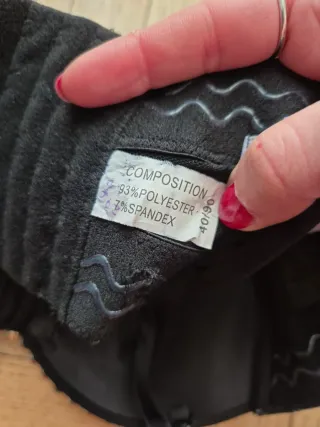 COMPOSITION
93%POLYESTER
7%SPANDEX
40/90